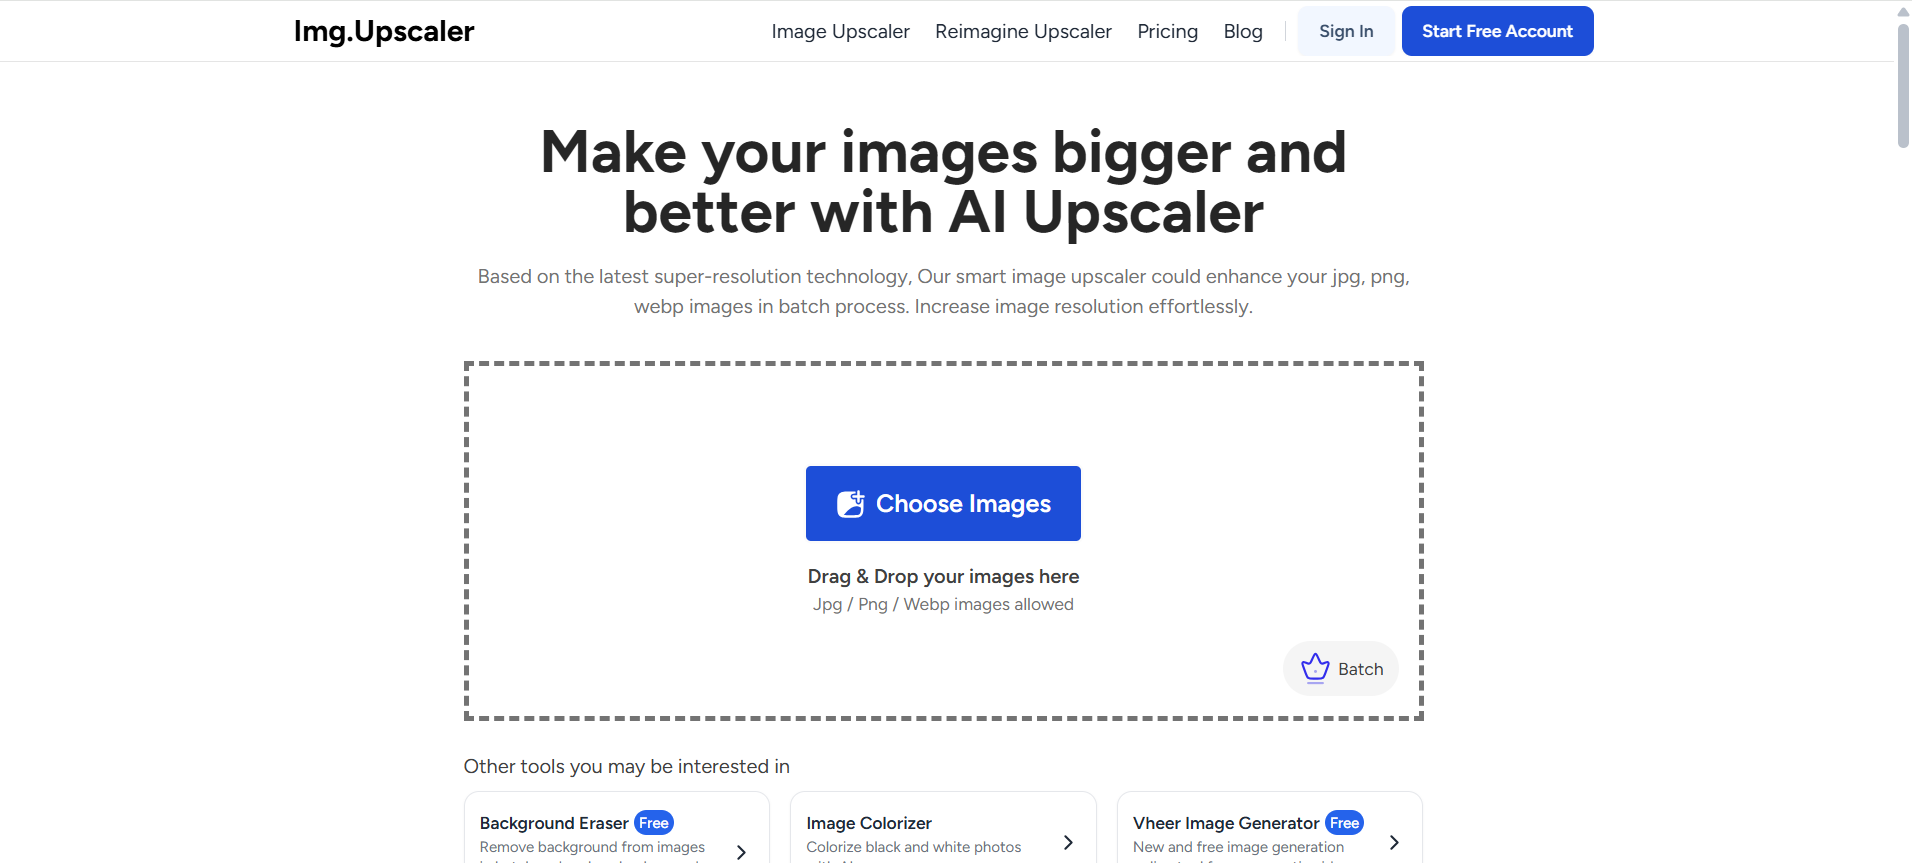 Img.Upscaler
Image Upscaler
Reimagine Upscaler
Pricing
Blog
Sign In
Start Free Account
Make your images bigger and
better with AI Upscaler
Based on the latest super-resolution technology, Our smart image upscaler could enhance your jpg, png,
webp images in batch process. Increase image resolution effortlessly.
Choose Images
Drag & Drop your images here
Jpg / Png / Webp images allowed
Batch
Other tools you may be interested in
Background Eraser Free
Remove background from images
Image Colorizer
Colorize black and white photos
Vheer Image Generator Free
New and free image generation